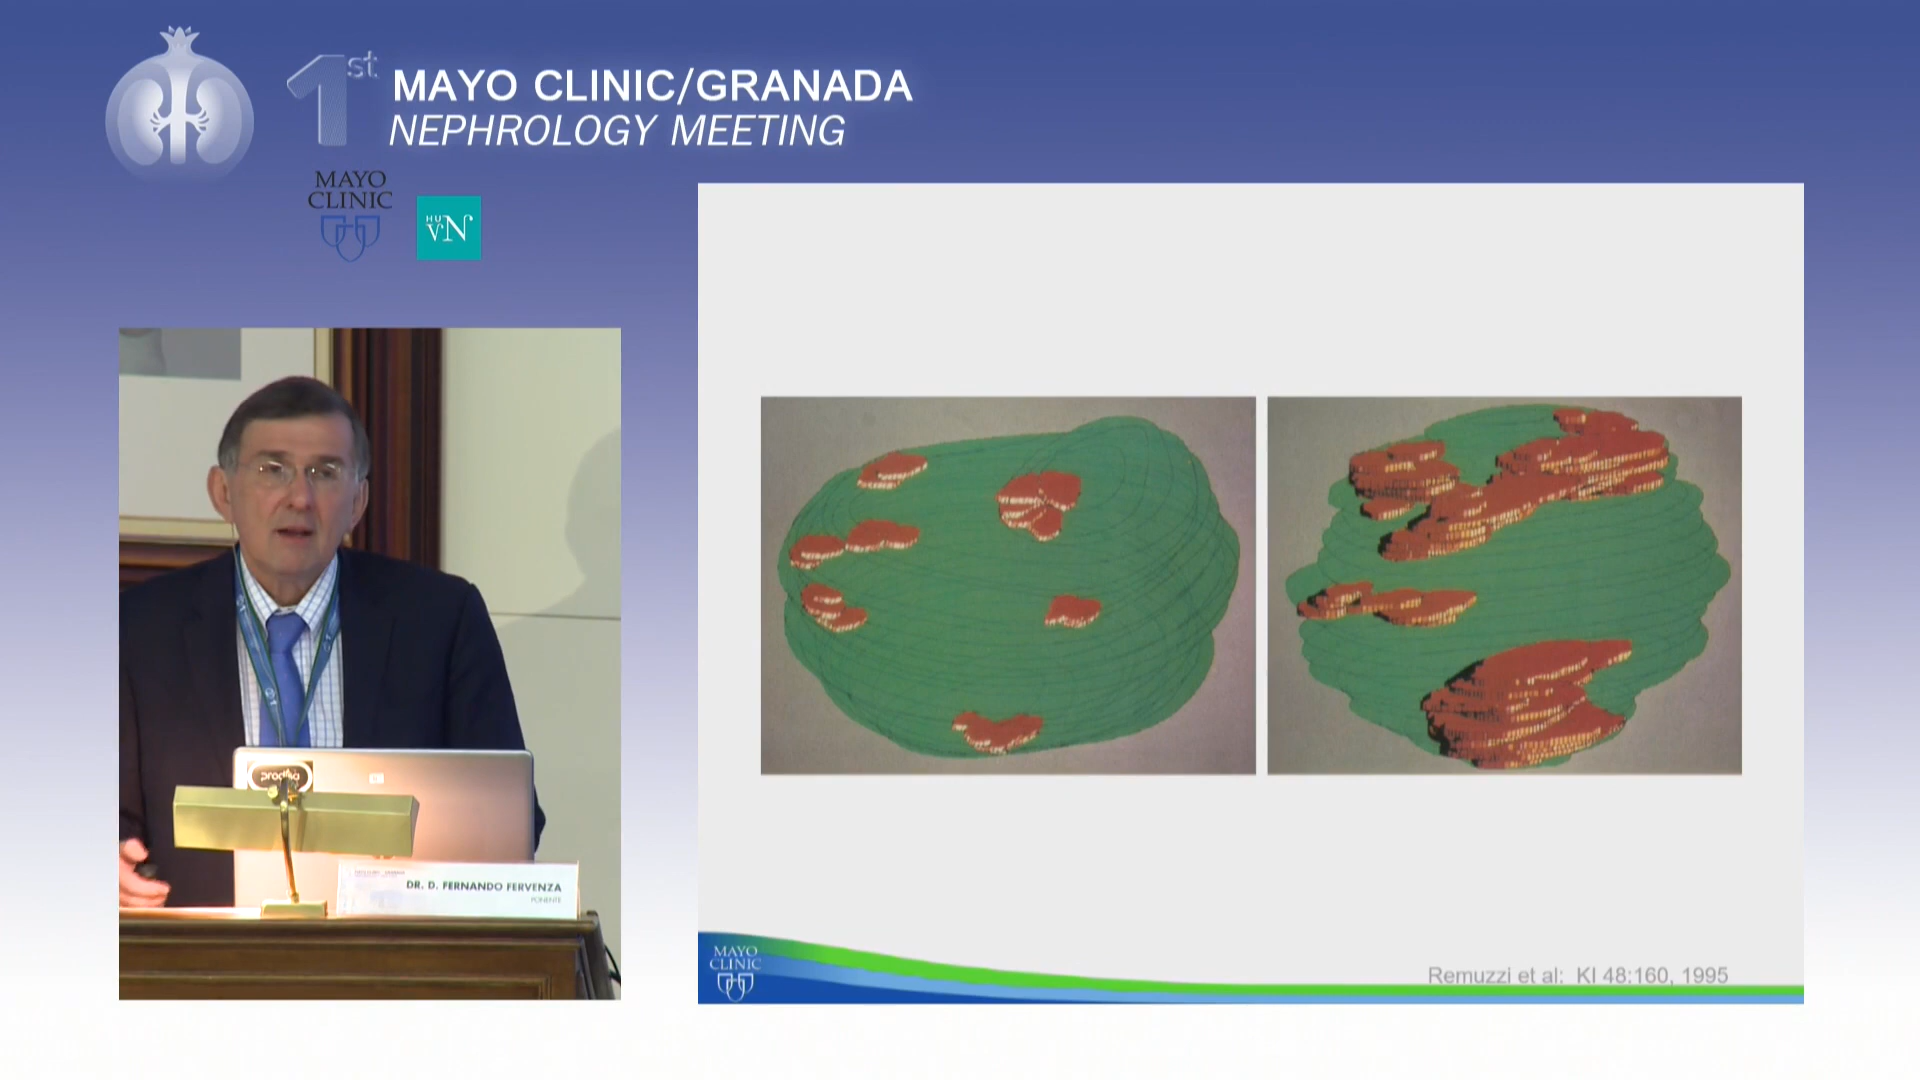 1st
MAYO CLINIC/GRANADA
NEPHROLOGY MEETING
MAYO
CLINIC
HU
VN
prodisa
DR. D. FERNANDO FERVENZA
PONENTE
MAYO
CLINIC
Remuzzi et al: KI 48:160, 1995